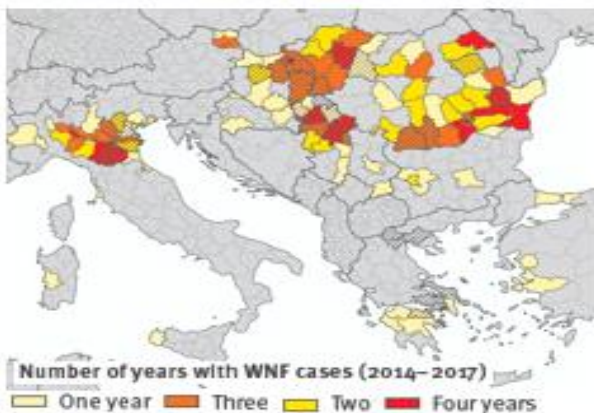 Number of years with WNF cases (2014–2017)
One year Three Two Four years